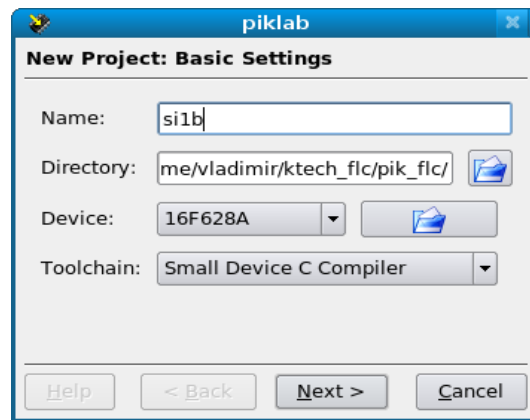 piklab
New Project: Basic Settings
Name: si1b
Directory: me/vladimir/ktech_flc/pik_flc/
Device: 16F628A
Toolchain: Small Device C Compiler
Help < Back Next > Cancel